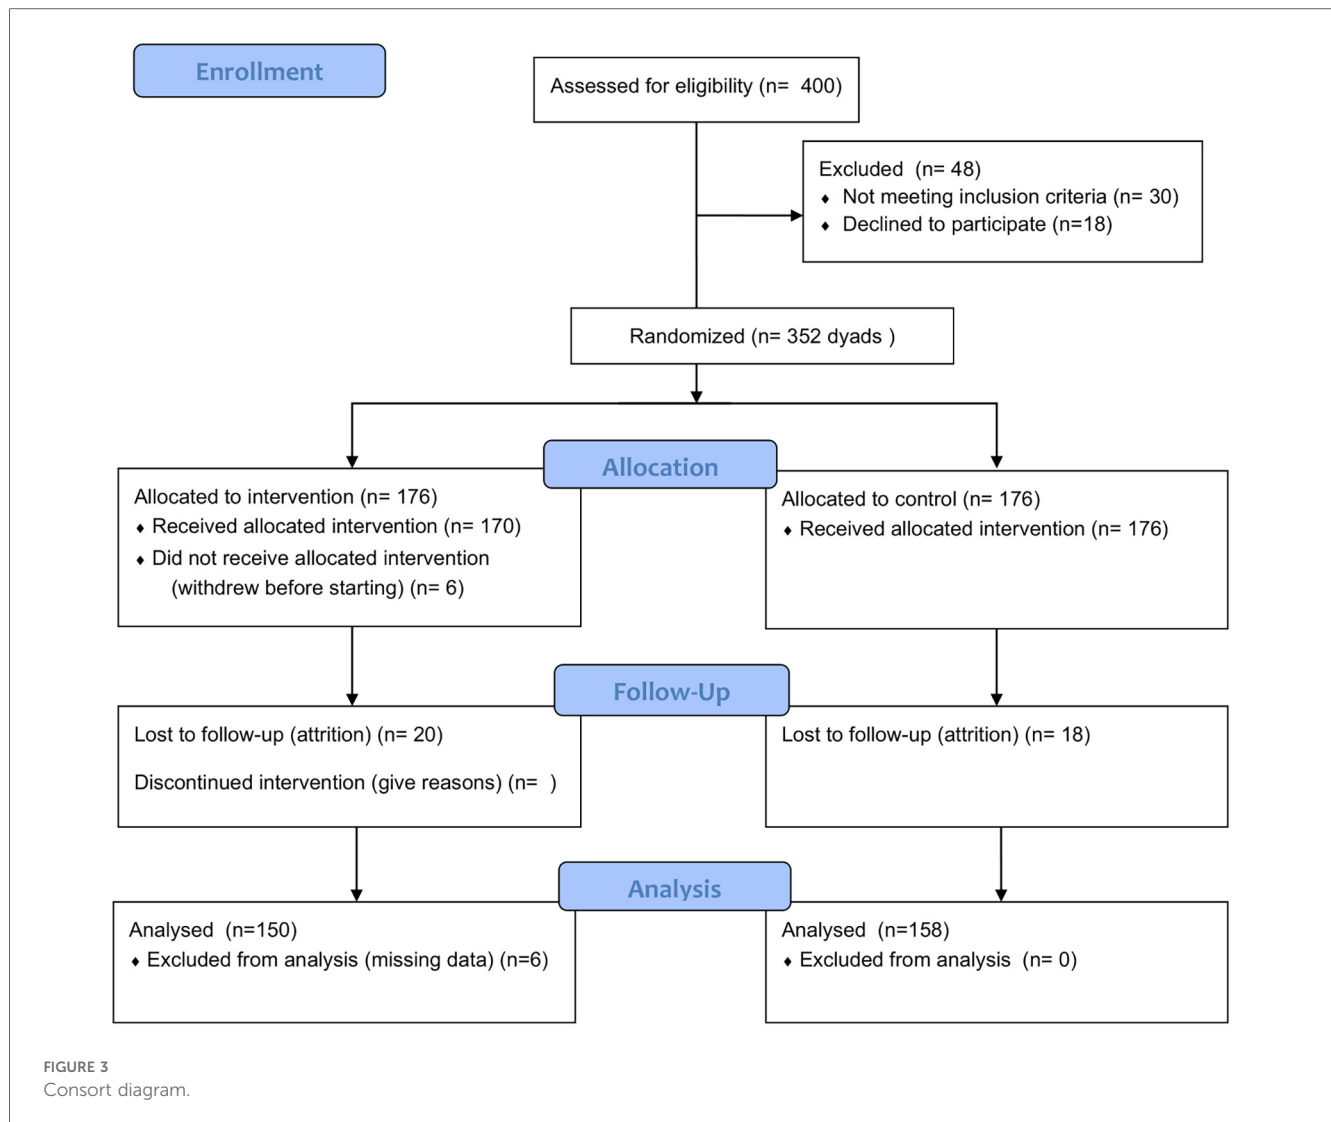 Enrollment
Assessed for eligibility (n=  400)
Excluded  (n= 48)
♦ Not meeting inclusion criteria (n= 30)
♦ Declined to participate (n=18)
Randomized (n= 352 dyads )
Allocation
Allocated to intervention (n= 176)
♦ Received allocated intervention (n= 170)
♦ Did not receive allocated intervention
(withdrew before starting) (n= 6)
Allocated to control (n= 176)
♦ Received allocated intervention (n= 176)
Follow-Up
Lost to follow-up (attrition) (n= 20)
Discontinued intervention (give reasons) (n=  )
Lost to follow-up (attrition) (n= 18)
Analysis
Analysed  (n=150)
♦ Excluded from analysis (missing data) (n=6)
Analysed  (n=158)
♦ Excluded from analysis  (n= 0)
FIGURE 3
Consort diagram.